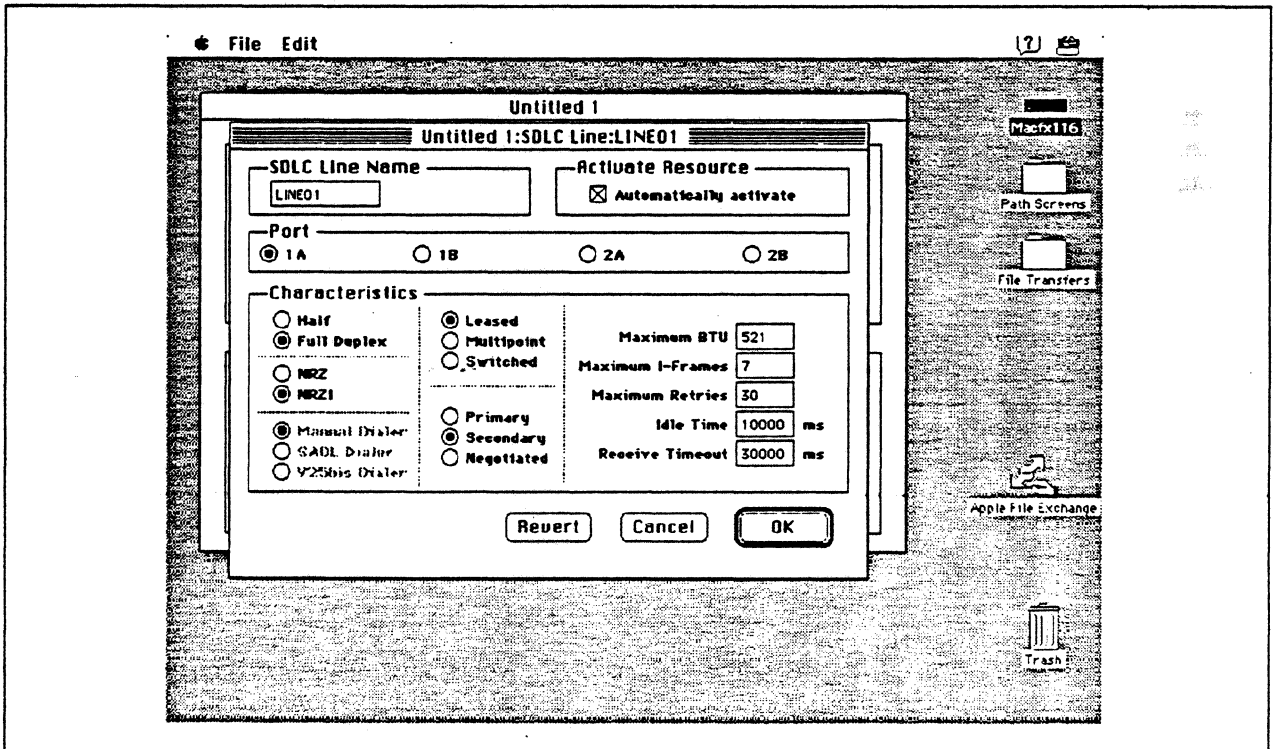 File Edit
Untitled 1
Untitled 1:SDLC Line:LINE01
SDLC Line Name
LINE01
Activate Resource
Automatically activate
Port
1A
1B
2A
2B
Characteristics
Half
Full Duplex
NRZ
NRZI
Manual Dialer
SADL Dialer
V25bis Dialer
Leased
Multipoint
Switched
Primary
Secondary
Negotiated
Maximum BTU 521
Maximum I-Frames 7
Maximum Retries 30
Idle Time 10000 ms
Receive Timeout 30000 ms
Revert
Cancel
OK
Macfx116
Path Screens
File Transfers
Apple File Exchange
Trash